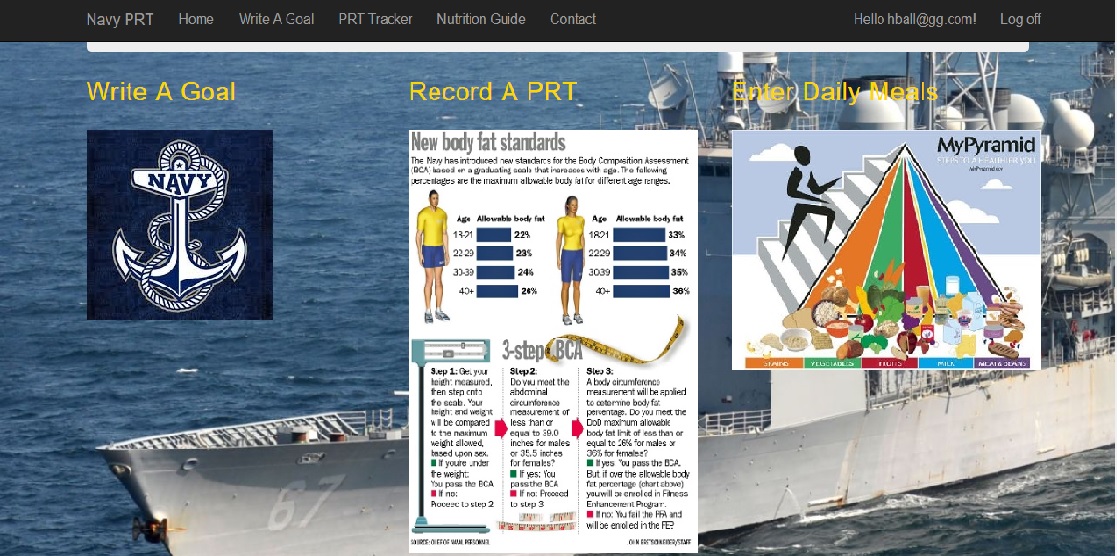 Navy PRT Home Write A Goal PRT Tracker Nutrition Guide Contact Hello hball@gg.com! Log off
Write A Goal
NAVY
Record A PRT
New body fat standards
The Navy has introduced new standards for the Body Composition Assessment
(BCA) based on a graduating scale that increases with age. The following
percentages are the maximum allowable body fat for different age ranges.
Age Allowable body fat
18-21 22%
22-29 23%
30-39 24%
40+ 26%
Age Allowable body fat
18-21 33%
22-29 34%
30-39 35%
40+ 36%
3-step BCA
Step 1: Get your
height measured,
then step onto
the scale. Your
height and weight
will be compared
to the maximum
weight allowed,
based upon sex.
If you're under
the weight:
You pass the BCA
If no:
Proceed to step 2
Step 2:
Do you meet the
abdominal
circumference
measurement of
less than or
equal to 39.0
inches for males
or 35.5 inches
for females?
If yes: You
pass the BCA
If no: Proceed
to step 3
Step 3:
A body circumference
measurement will be applied
to determine body fat
percentage. Do you meet the
DoD maximum allowable
body fat limit of less than or
equal to 26% for males or
36% for females?
If yes: You pass the BCA.
But if over the allowable body
fat percentage (chart above)
you will be enrolled in Fitness
Enhancement Program.
If no: You fail the PFA and
will be enrolled in the FEP
SOURCE: CHIEF OF NAVAL PERSONNEL
Enter Daily Meals
MyPyramid
STEPS TO A HEALTHIER YOU
MyPyramid.gov
GRAINS VEGETABLES FRUITS MILK MEAT & BEANS
67